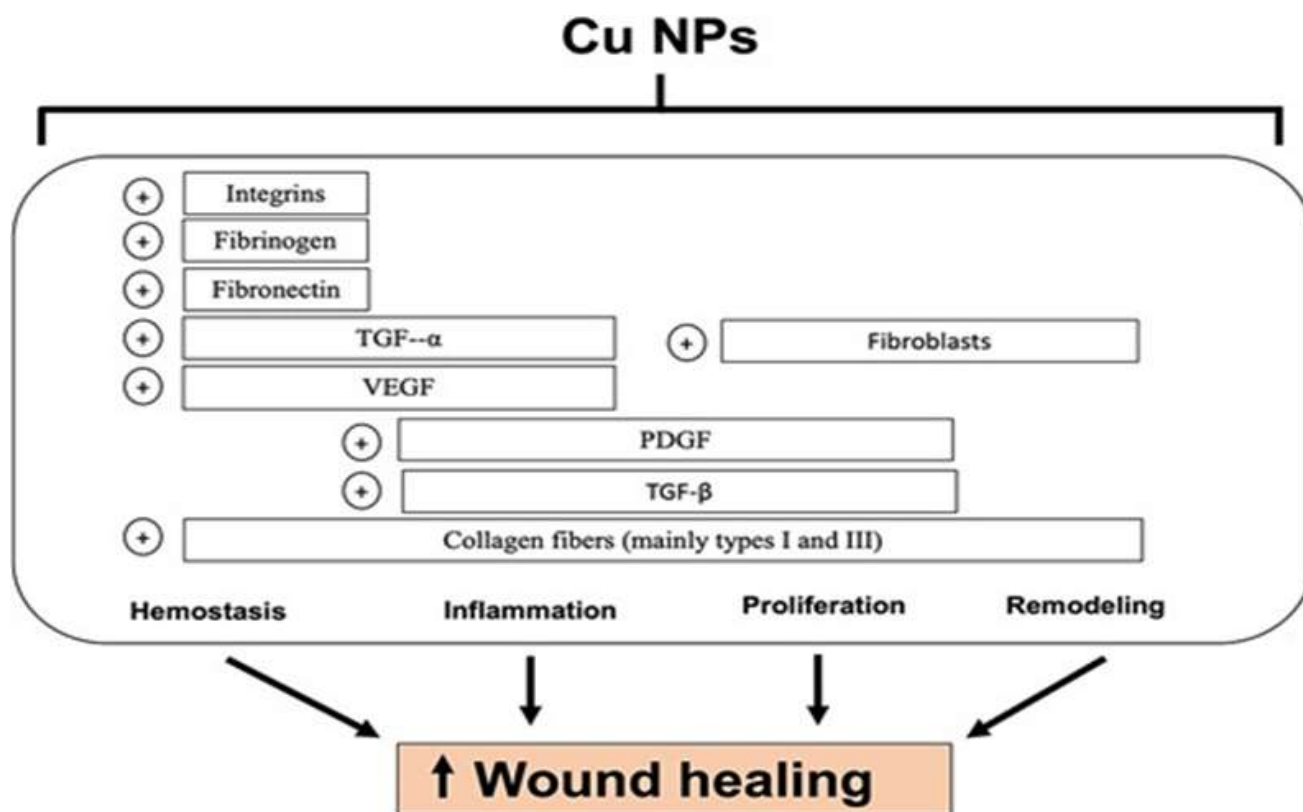 Cu NPs
+ Integrins
+ Fibrinogen
+ Fibronectin
+ TGF--α + Fibroblasts
+ VEGF
+ PDGF
+ TGF-β
+ Collagen fibers (mainly types I and III)
Hemostasis Inflammation Proliferation Remodeling
↑ Wound healing